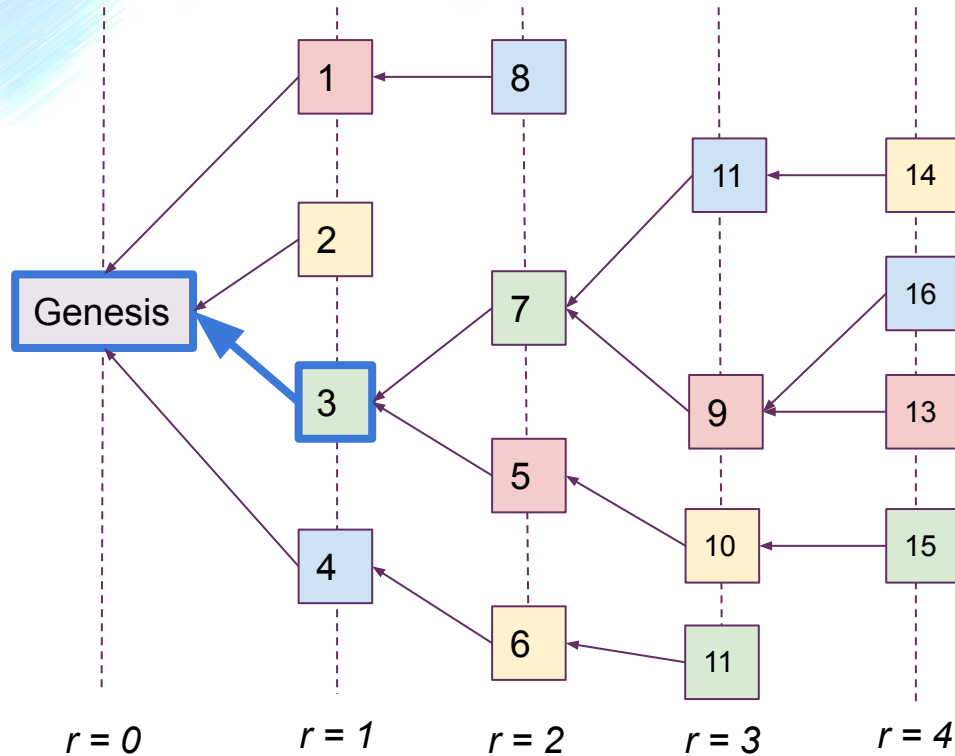 1
8
11
14
2
16
Genesis
7
3
9
13
5
10
15
4
6
11
r = 0
r = 1
r = 2
r = 3
r = 4